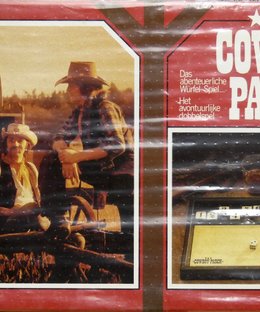 COW
PA
Das
abenteuerliche
Würfel-Spiel...
Het
avontuurlijke
dobbelspel